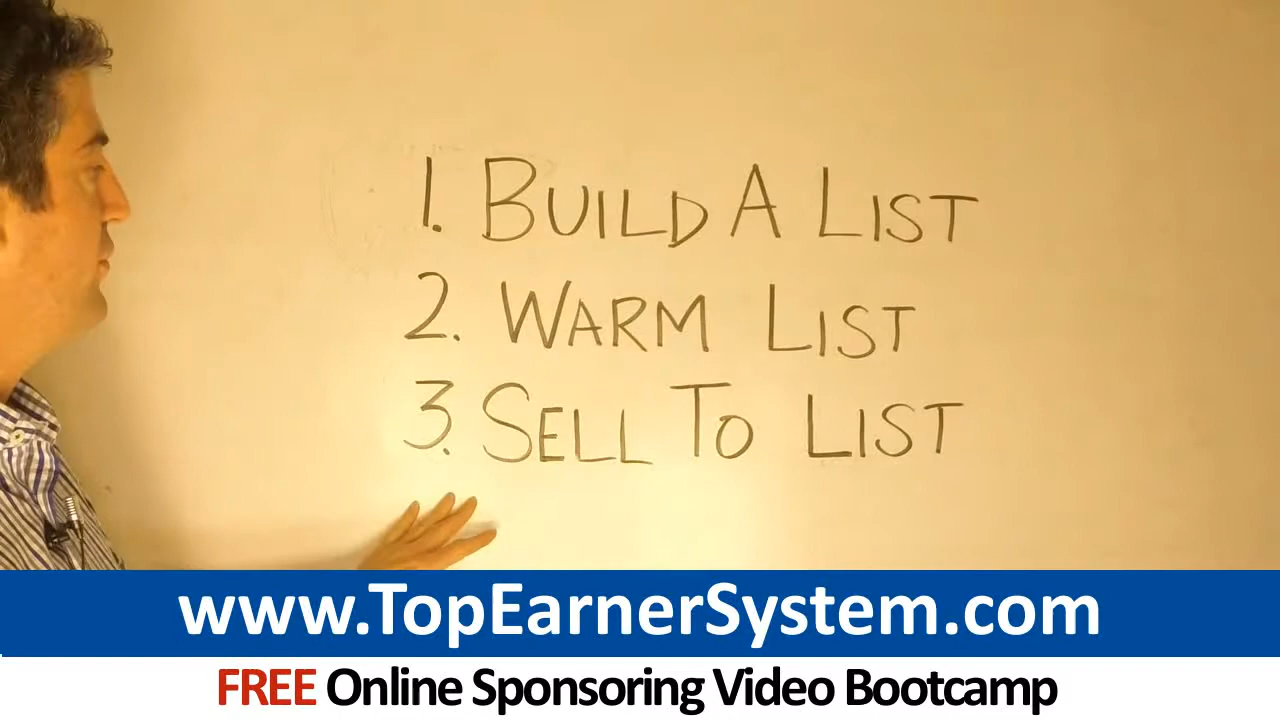 1. BUILD A LIST
2. WARM LIST
3. SELL TO LIST
www.TopEarnerSystem.com
FREE Online Sponsoring Video Bootcamp